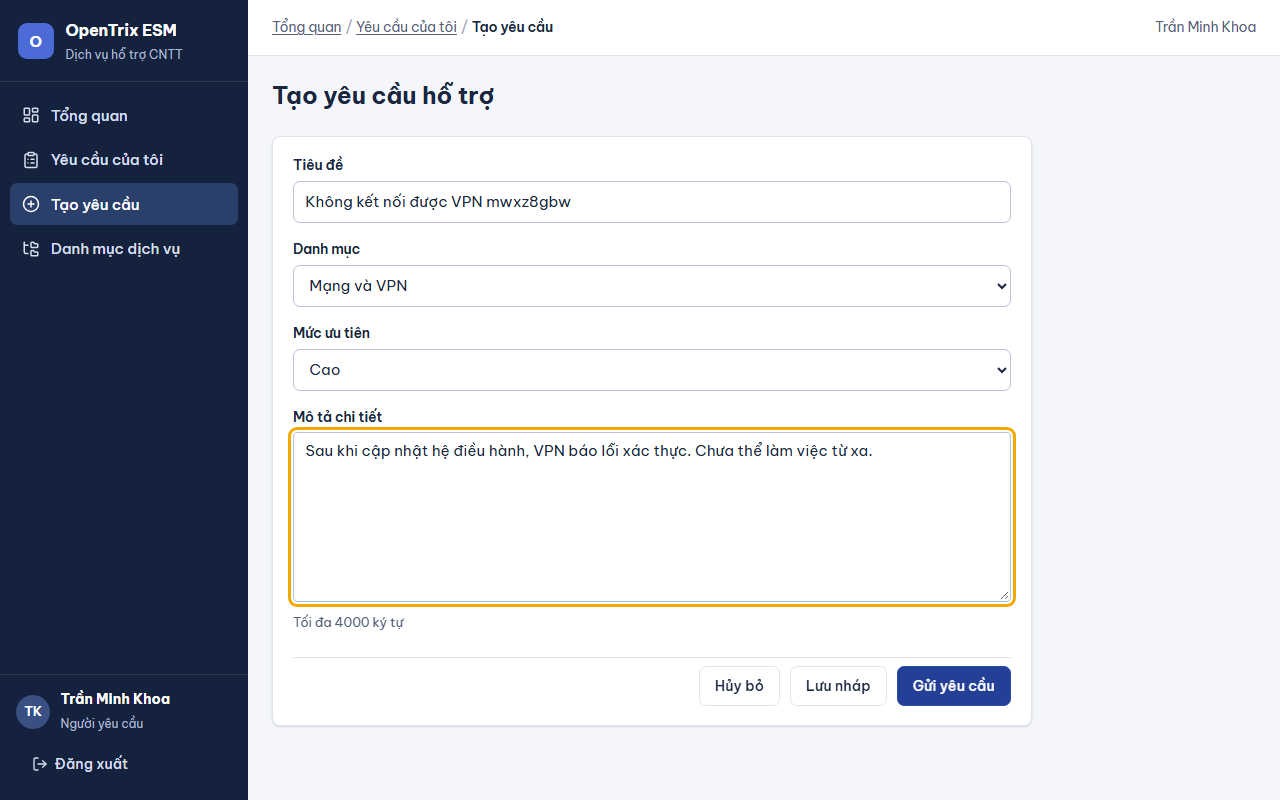 OpenTrix ESM
O
Dịch vụ hỗ trợ CNTT
Tổng quan
Yêu cầu của tôi
Tạo yêu cầu
Danh mục dịch vụ
TK
Trần Minh Khoa
Người yêu cầu
Đăng xuất
Tổng quan / Yêu cầu của tôi / Tạo yêu cầu
Trần Minh Khoa
Tạo yêu cầu hỗ trợ
Tiêu đề
Không kết nối được VPN mwxz8gbw
Danh mục
Mạng và VPN
Mức ưu tiên
Cao
Mô tả chi tiết
Sau khi cập nhật hệ điều hành, VPN báo lỗi xác thực. Chưa thể làm việc từ xa.
Tối đa 4000 ký tự
Hủy bỏ
Lưu nháp
Gửi yêu cầu